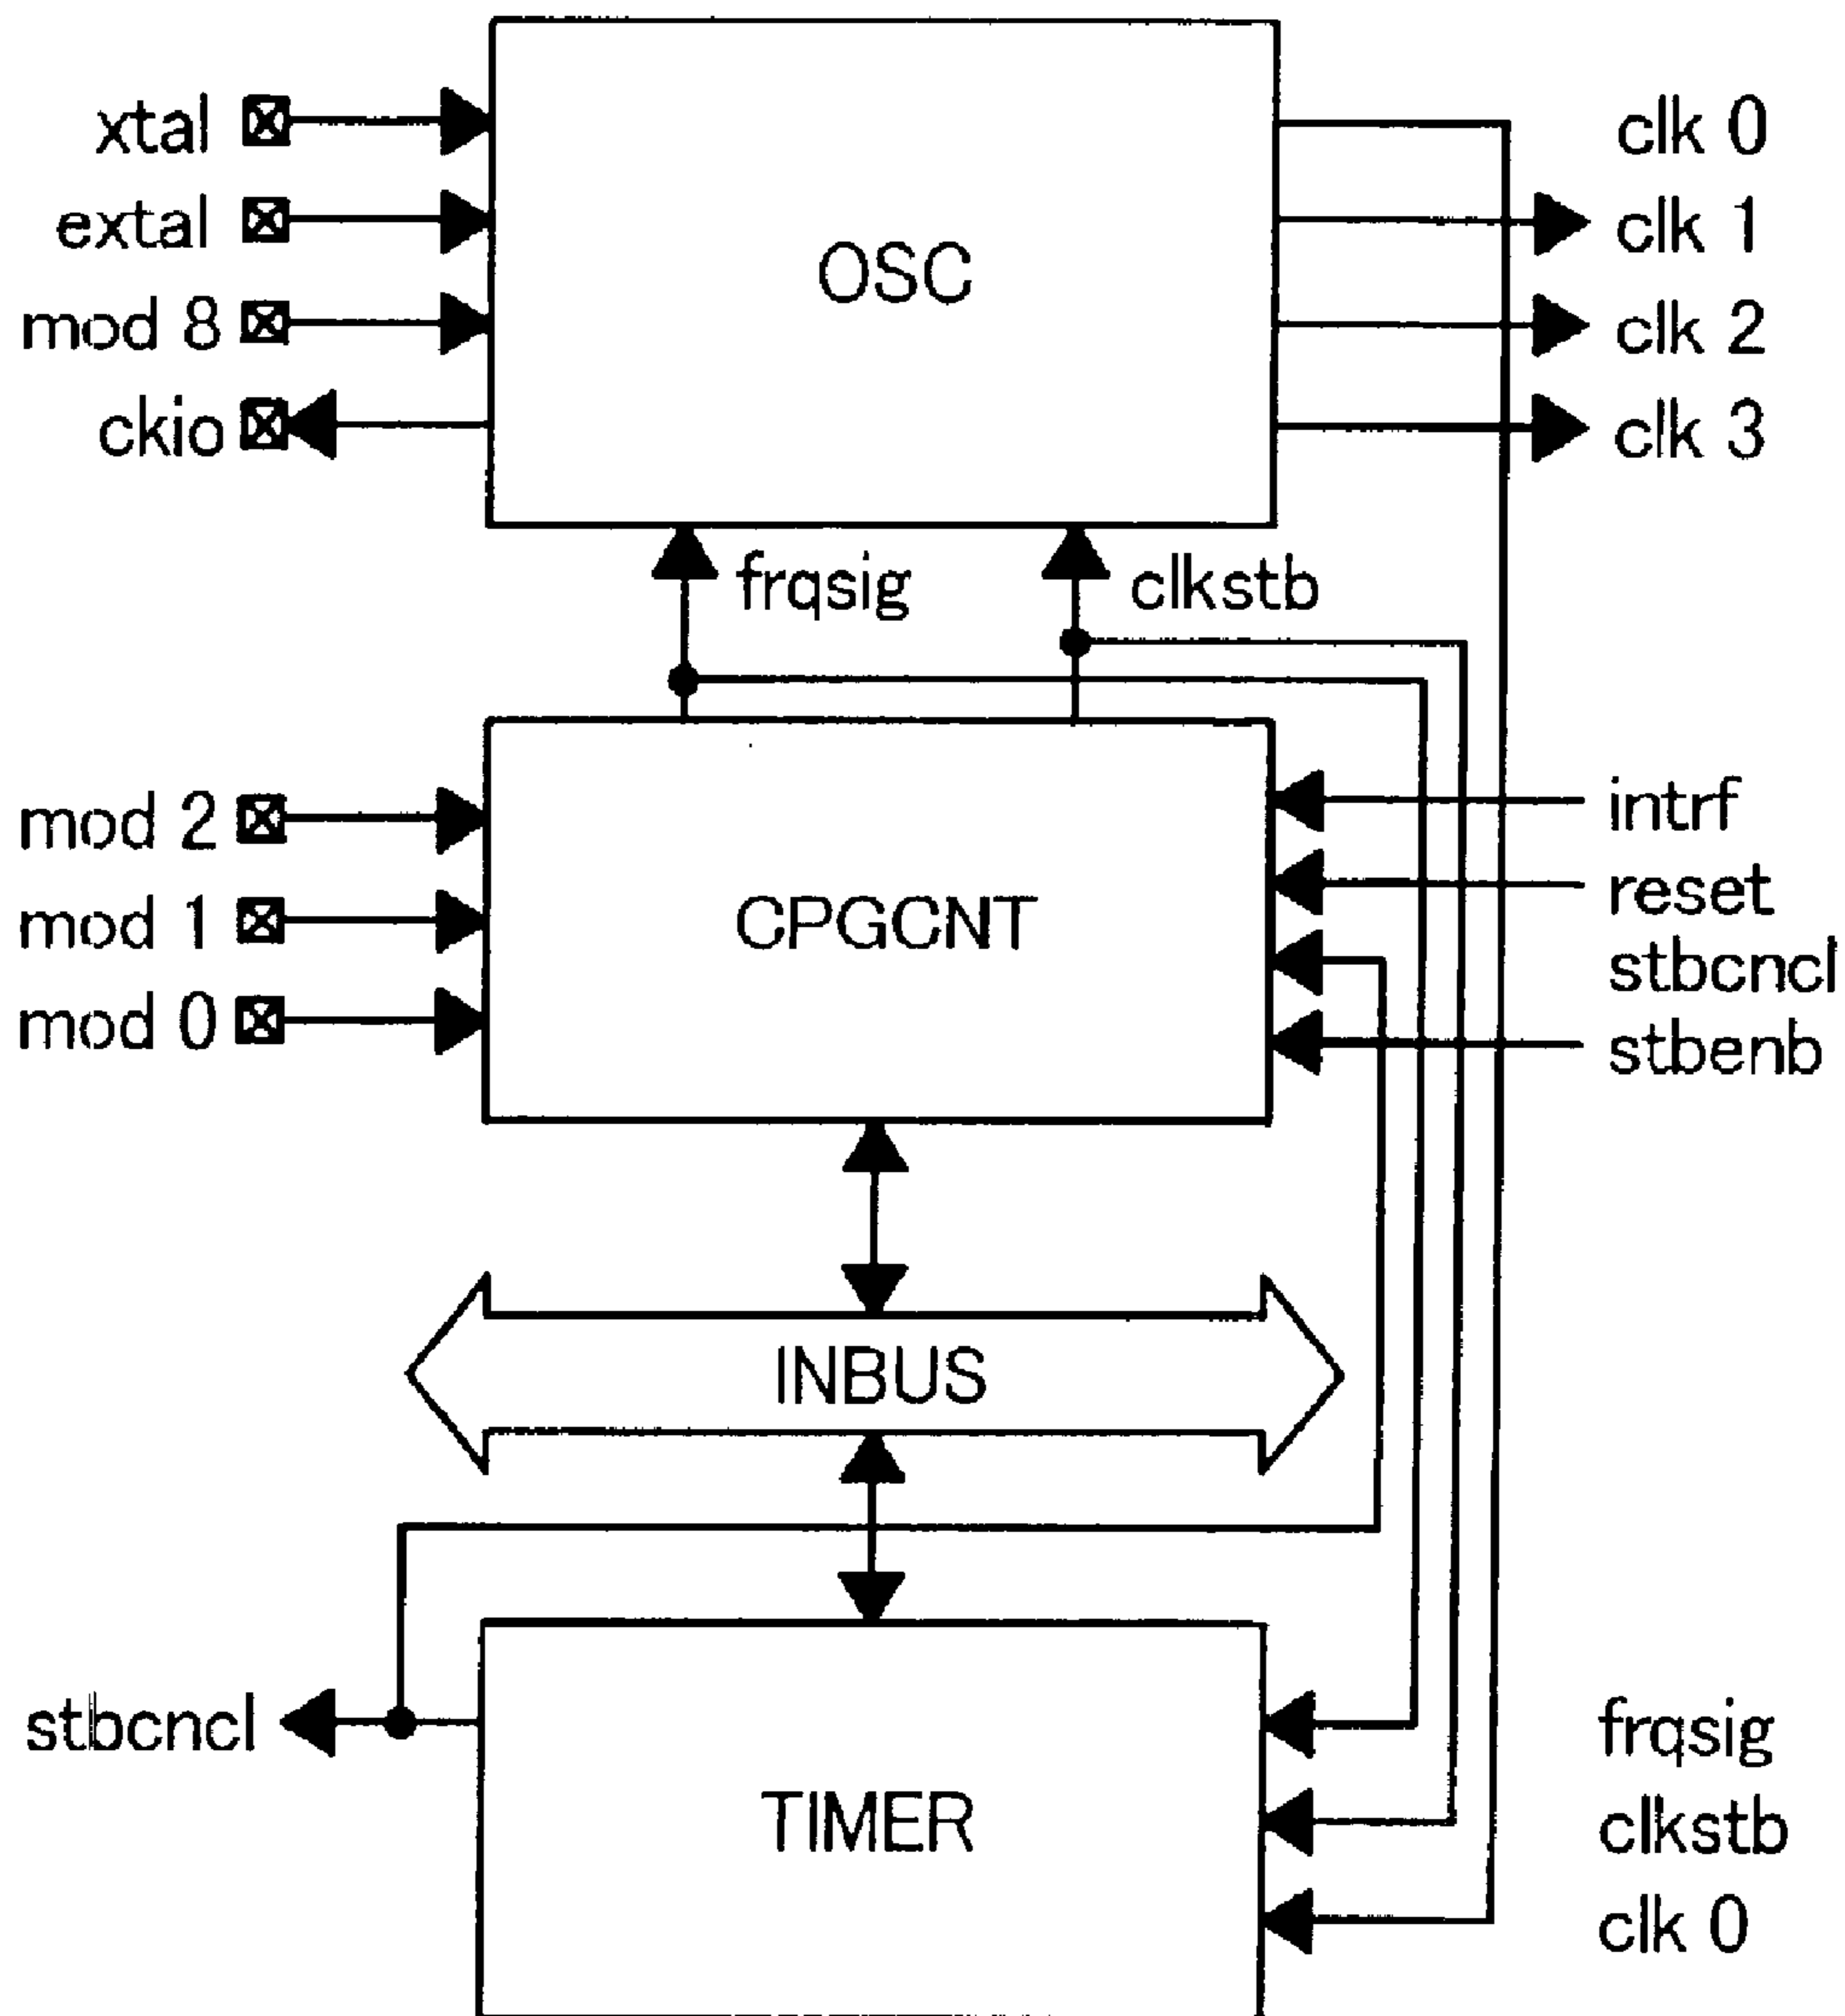 xtal
extal
mod 8
ckio
OSC
clk 0
clk 1
clk 2
clk 3
frqsig
clkstb
mod 2
mod 1
mod 0
CPGCNT
intrf
reset
stbcncl
stbenb
INBUS
stbcncl
TIMER
frqsig
clkstb
clk 0